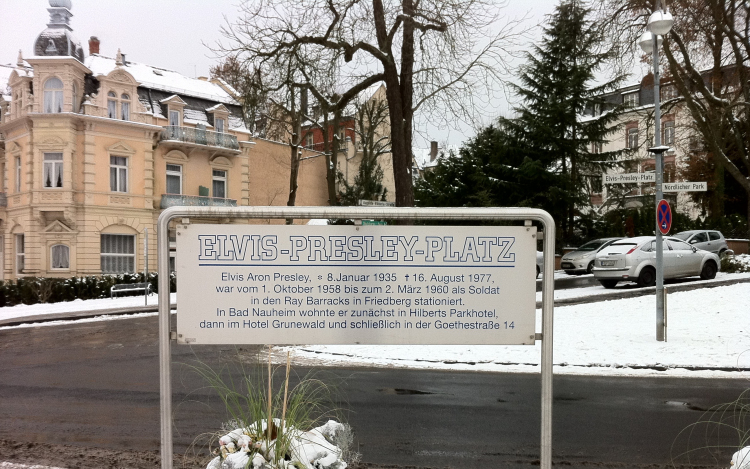 ELVIS-PRESLEY-PLATZ
Elvis Aron Presley, * 8.Januar 1935 ✝ 16. August 1977,
war vom 1. Oktober 1958 bis zum 2. März 1960 als Soldat
in den Ray Barracks in Friedberg stationiert.
In Bad Nauheim wohnte er zunächst in Hilberts Parkhotel,
dann im Hotel Grunewald und schließlich in der Goethestraße 14
Elvis-Presley-Platz
Nördlicher Park